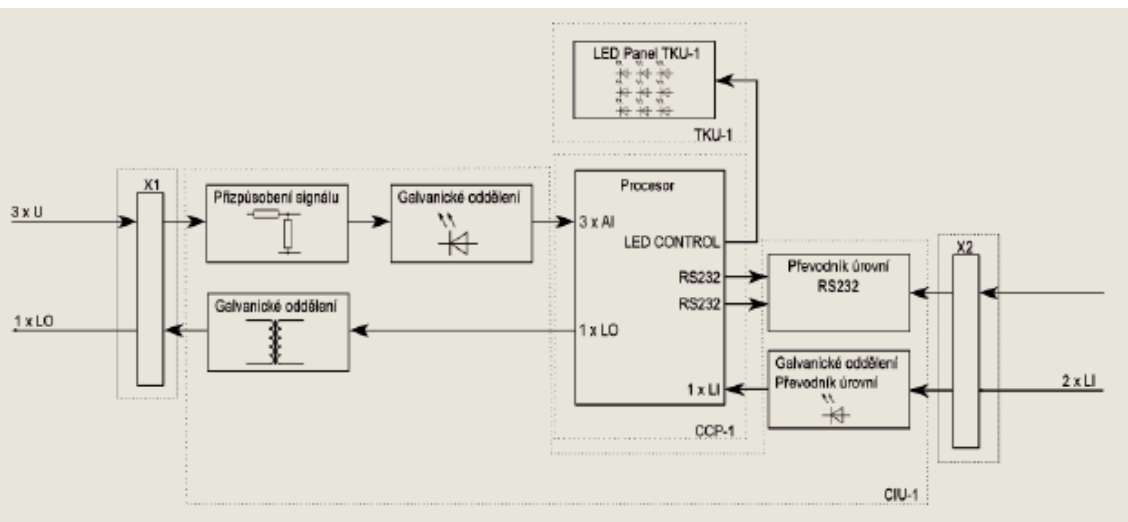 LED Panel TKU-1
TKU-1
X1
3 x U
1 x LO
Přizpůsobení signálu
Galvanické oddělení
Galvanické oddělení
Procesor
3 x AI
LED CONTROL
RS232
RS232
1 x LO
1 x LI
CCP-1
Převodník úrovní
RS232
Galvanické oddělení
Převodník úrovní
X2
2 x LI
CIU-1